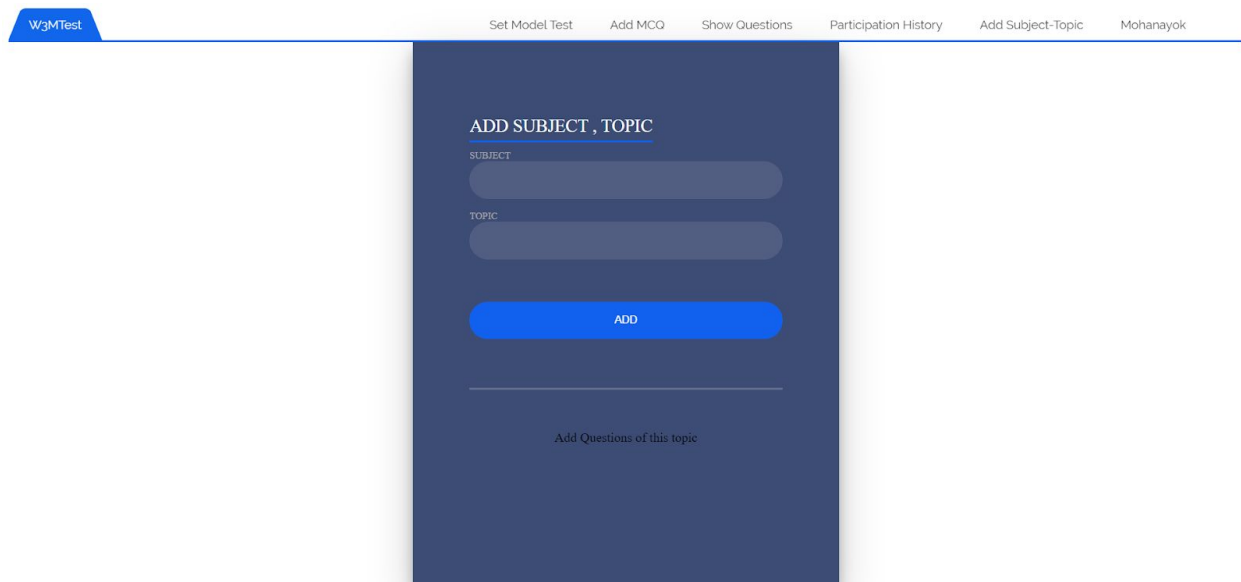 W3MTest Set Model Test Add MCQ Show Questions Participation History Add Subject-Topic Mohanayok
ADD SUBJECT , TOPIC
SUBJECT
TOPIC
ADD
Add Questions of this topic